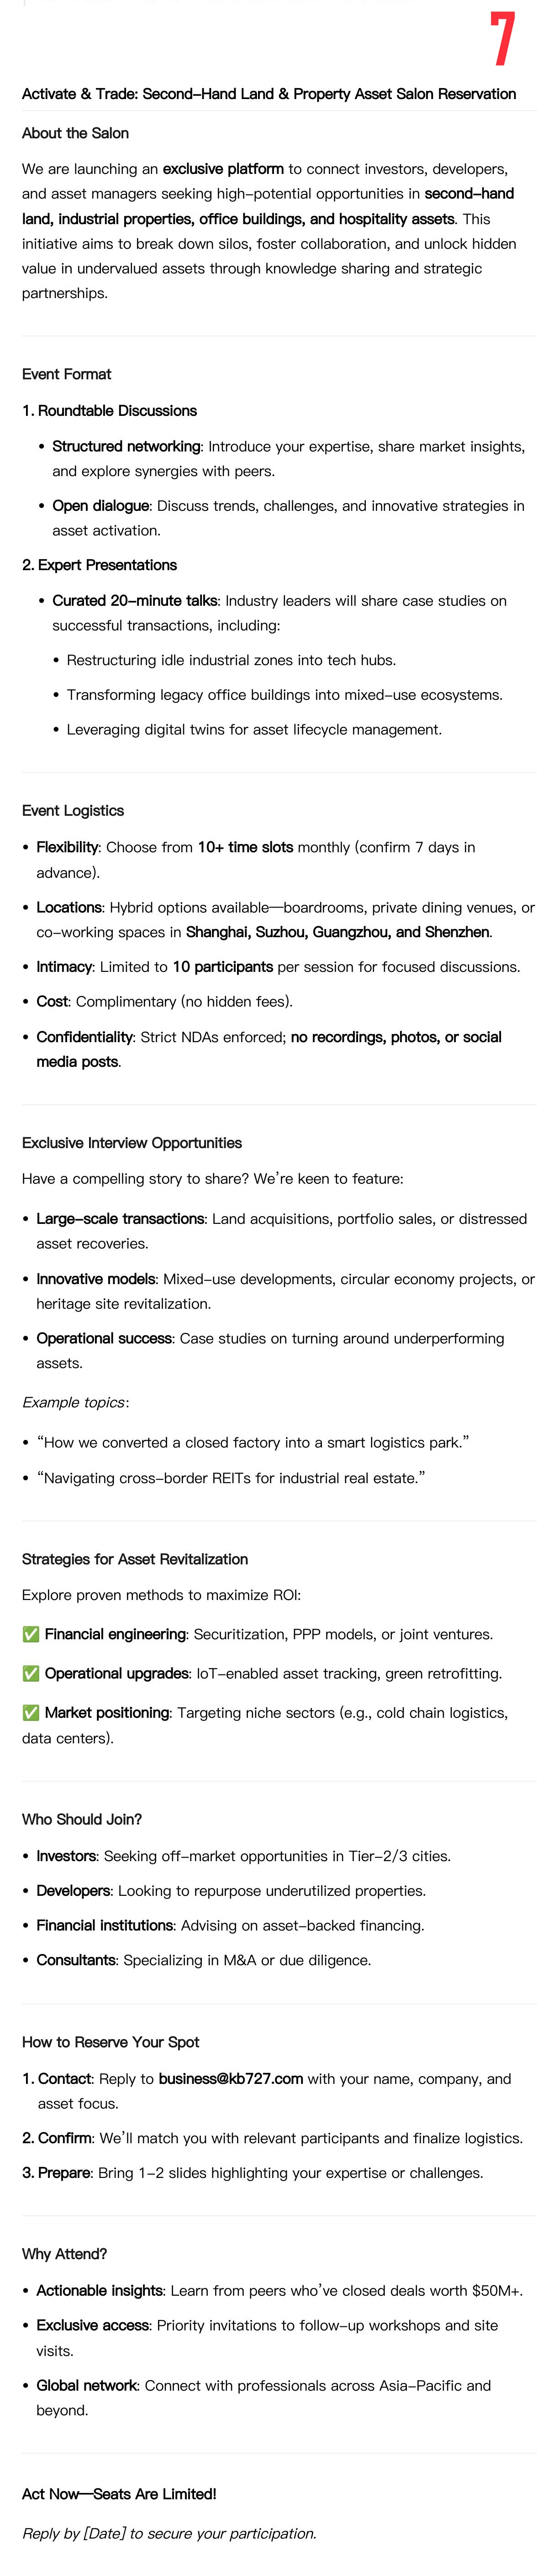 7
Activate & Trade: Second-Hand Land & Property Asset Salon Reservation
About the Salon
We are launching an exclusive platform to connect investors, developers,
and asset managers seeking high-potential opportunities in second-hand
land, industrial properties, office buildings, and hospitality assets. This
initiative aims to break down silos, foster collaboration, and unlock hidden
value in undervalued assets through knowledge sharing and strategic
partnerships.
Event Format
1. Roundtable Discussions
• Structured networking: Introduce your expertise, share market insights,
and explore synergies with peers.
• Open dialogue: Discuss trends, challenges, and innovative strategies in
asset activation.
2. Expert Presentations
• Curated 20-minute talks: Industry leaders will share case studies on
successful transactions, including:
• Restructuring idle industrial zones into tech hubs.
• Transforming legacy office buildings into mixed-use ecosystems.
• Leveraging digital twins for asset lifecycle management.
Event Logistics
• Flexibility: Choose from 10+ time slots monthly (confirm 7 days in
advance).
• Locations: Hybrid options available—boardrooms, private dining venues, or
co-working spaces in Shanghai, Suzhou, Guangzhou, and Shenzhen.
• Intimacy: Limited to 10 participants per session for focused discussions.
• Cost: Complimentary (no hidden fees).
• Confidentiality: Strict NDAs enforced; no recordings, photos, or social
media posts.
Exclusive Interview Opportunities
Have a compelling story to share? We're keen to feature:
• Large-scale transactions: Land acquisitions, portfolio sales, or distressed
asset recoveries.
• Innovative models: Mixed-use developments, circular economy projects, or
heritage site revitalization.
• Operational success: Case studies on turning around underperforming
assets.
Example topics:
• “How we converted a closed factory into a smart logistics park.”
• “Navigating cross-border REITs for industrial real estate.”
Strategies for Asset Revitalization
Explore proven methods to maximize ROI:
✅ Financial engineering: Securitization, PPP models, or joint ventures.
✅ Operational upgrades: IoT-enabled asset tracking, green retrofitting.
✅ Market positioning: Targeting niche sectors (e.g., cold chain logistics,
data centers).
Who Should Join?
• Investors: Seeking off-market opportunities in Tier-2/3 cities.
• Developers: Looking to repurpose underutilized properties.
• Financial institutions: Advising on asset-backed financing.
• Consultants: Specializing in M&A or due diligence.
How to Reserve Your Spot
1. Contact: Reply to business@kb727.com with your name, company, and
asset focus.
2. Confirm: We'll match you with relevant participants and finalize logistics.
3. Prepare: Bring 1-2 slides highlighting your expertise or challenges.
Why Attend?
• Actionable insights: Learn from peers who've closed deals worth $50M+.
• Exclusive access: Priority invitations to follow-up workshops and site
visits.
• Global network: Connect with professionals across Asia-Pacific and
beyond.
Act Now—Seats Are Limited!
Reply by [Date] to secure your participation.